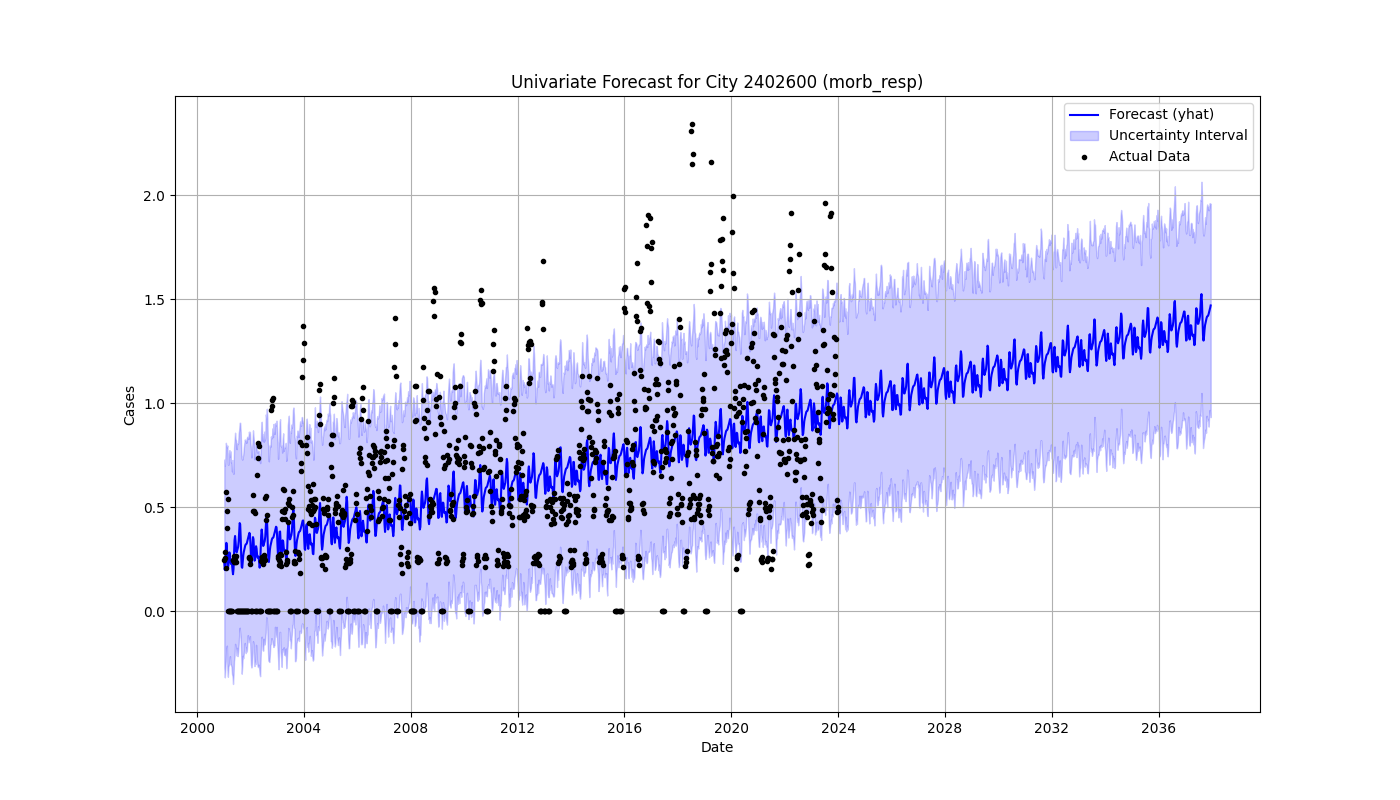 Univariate Forecast for City 2402600 (morb_resp)
Forecast (yhat)
Uncertainty Interval
Actual Data
Cases
2.0
1.5
1.0
0.5
0.0
2000 2004 2008 2012 2016 2020 2024 2028 2032 2036
Date